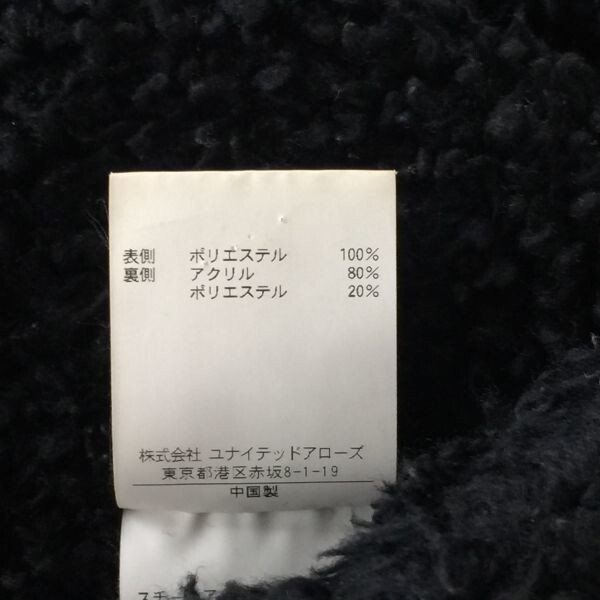 表側 ポリエステル 100%
裏側 アクリル 80%
ポリエステル 20%
株式会社 ユナイテッドアローズ
東京都港区赤坂8-1-19
中国製